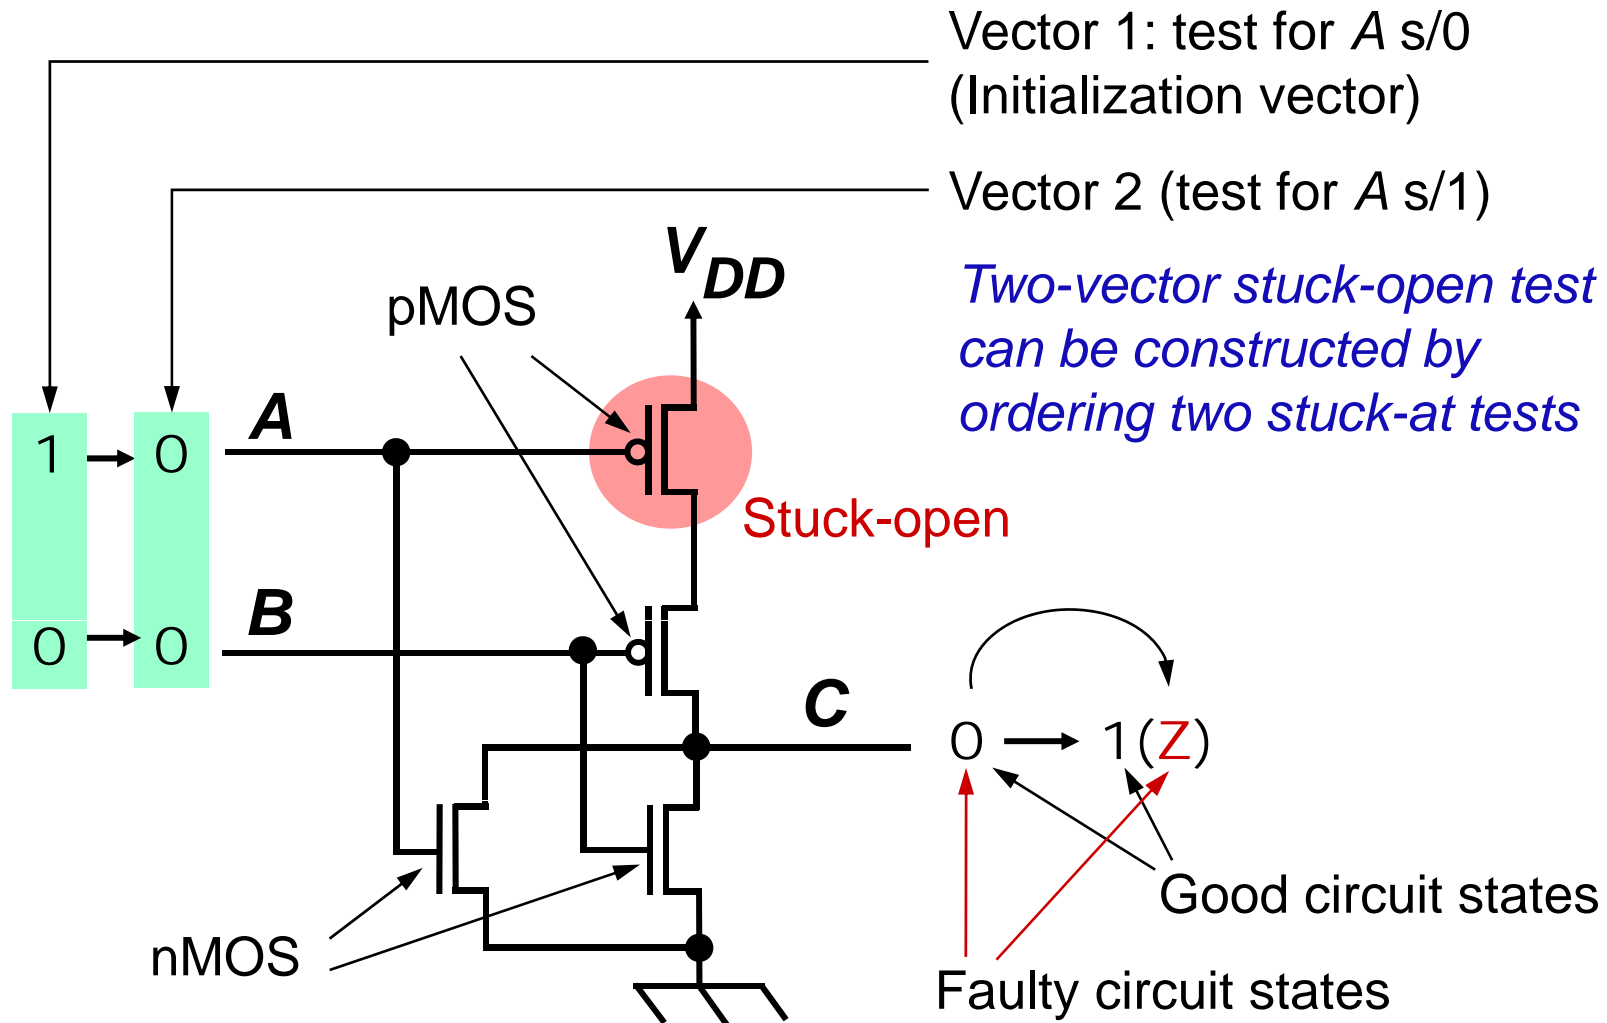 Vector 1: test for A s/0
(Initialization vector)
Vector 2 (test for A s/1)
Two-vector stuck-open test
can be constructed by
ordering two stuck-at tests
VDD
pMOS
A
1 0
Stuck-open
B
0 0
C
0 1(Z)
Good circuit states
nMOS
Faulty circuit states